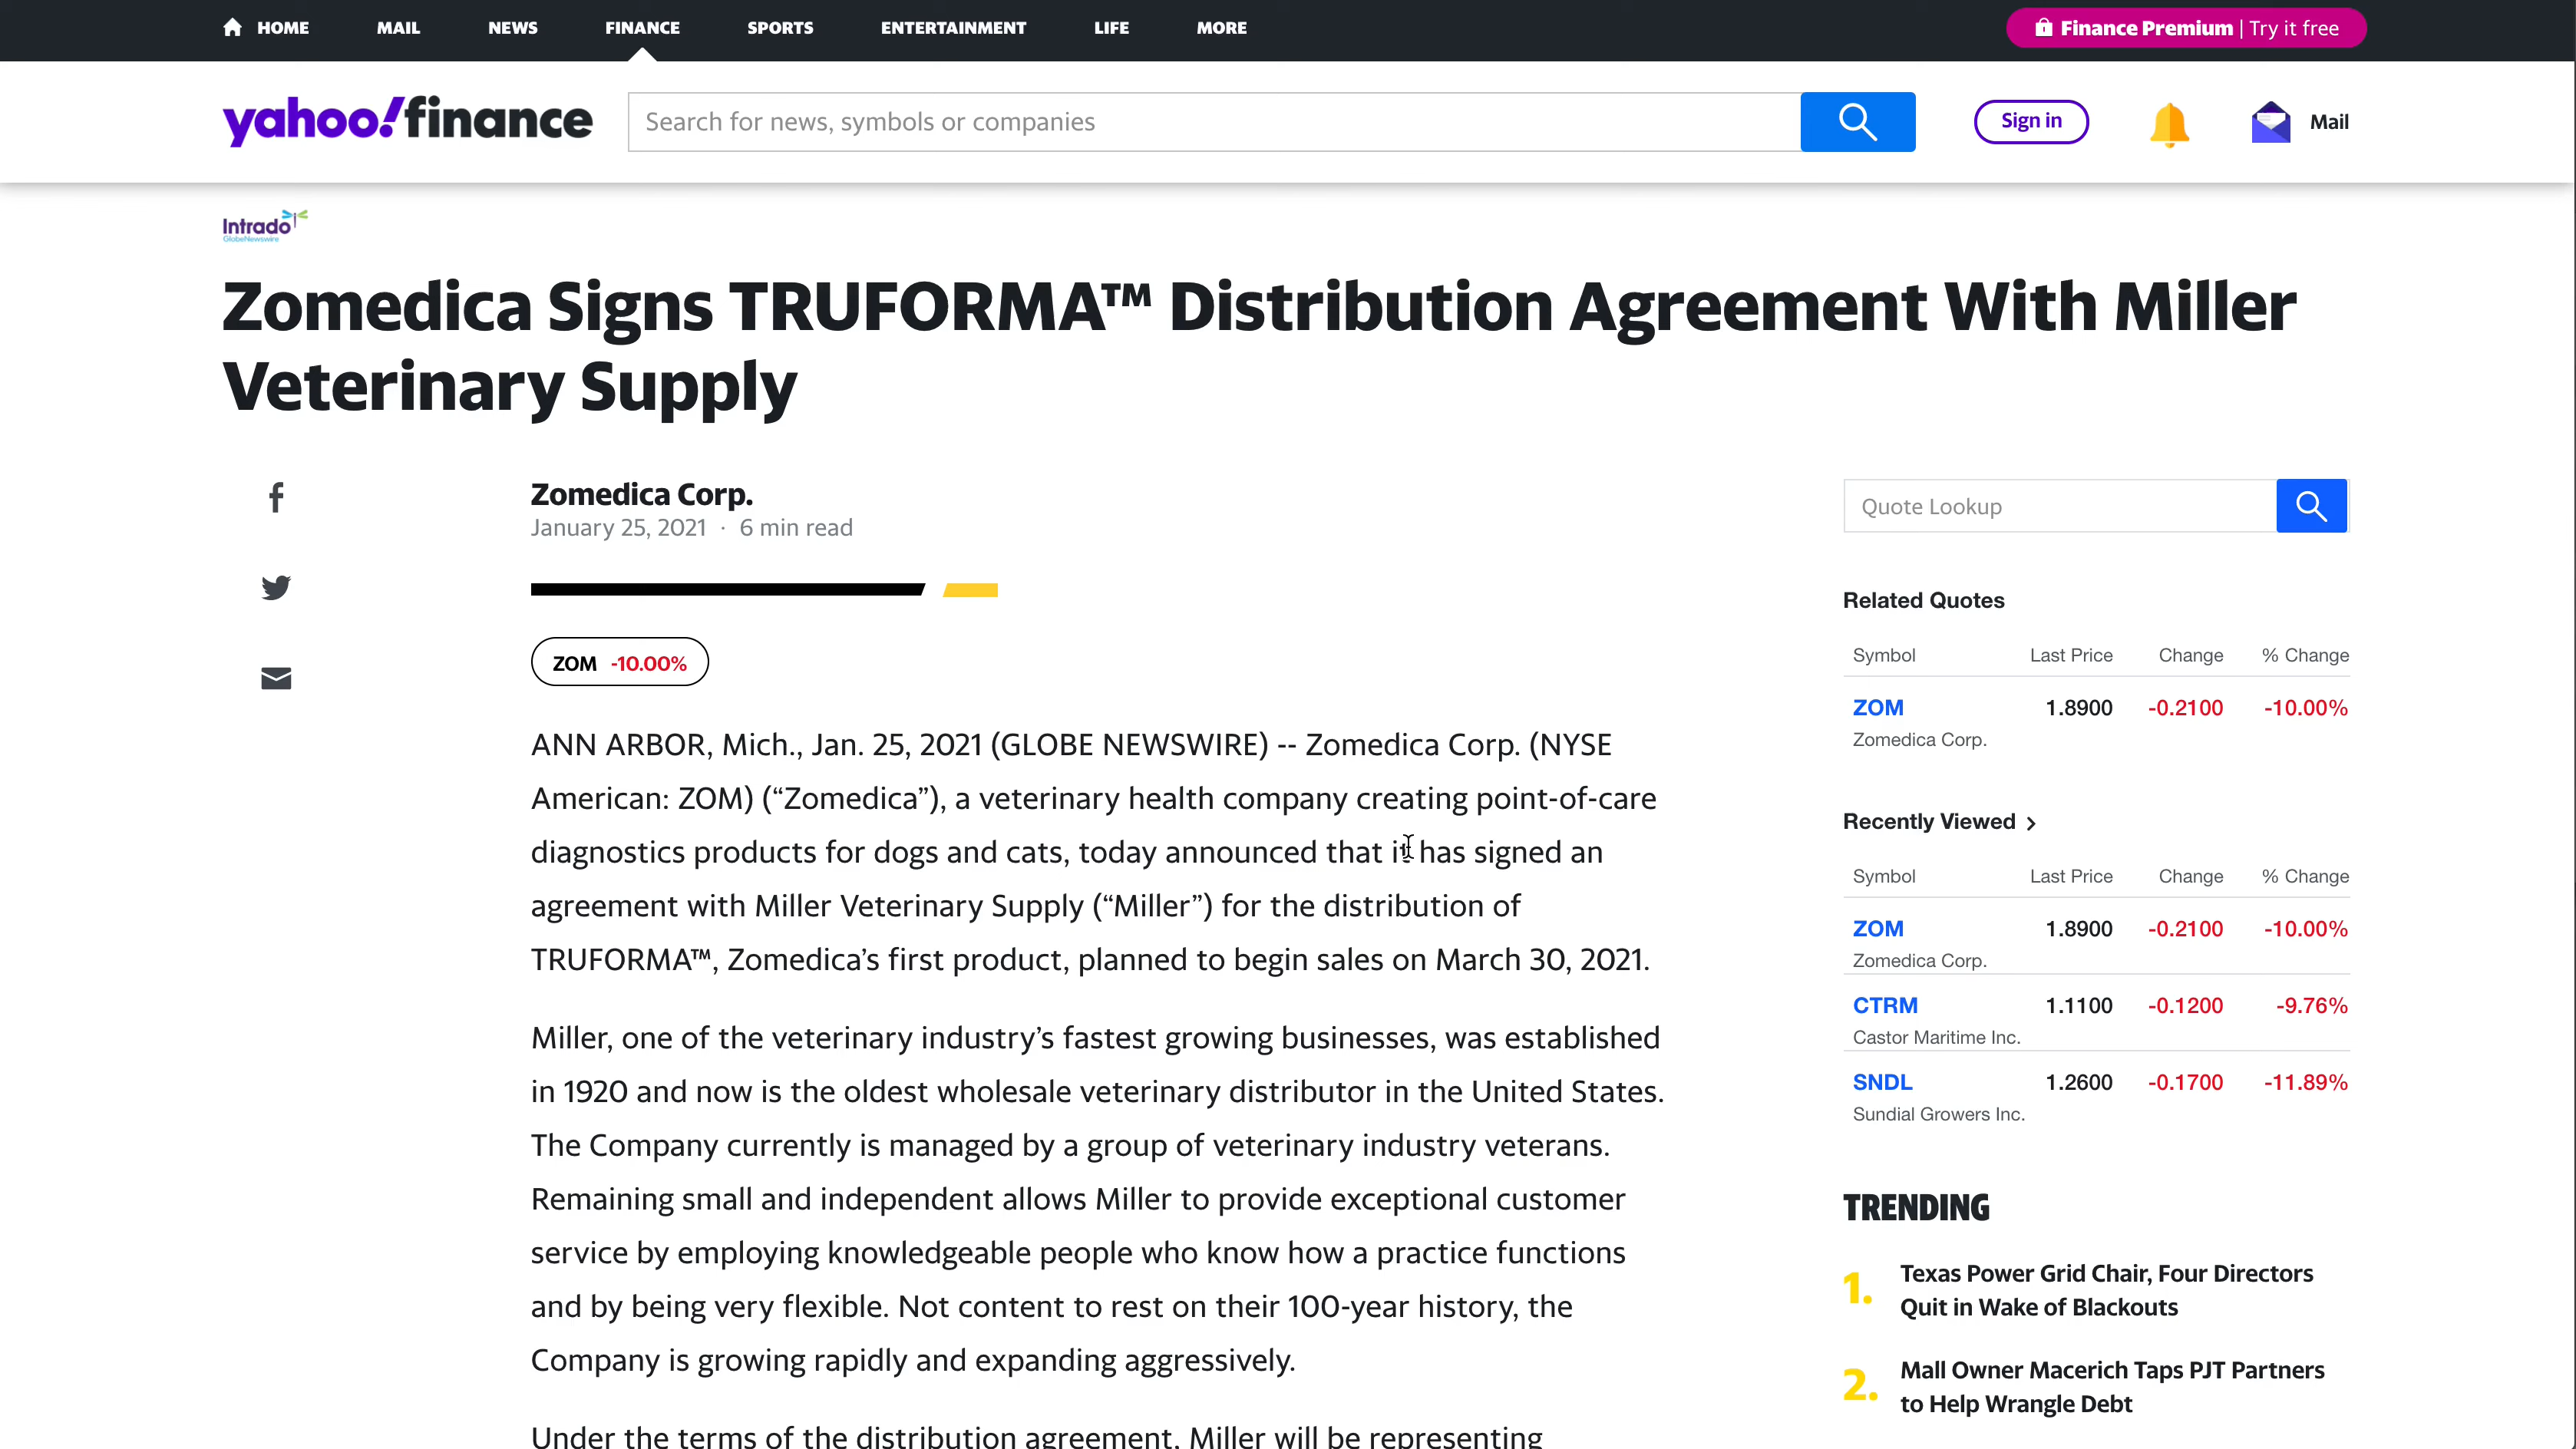 HOME MAIL NEWS FINANCE SPORTS ENTERTAINMENT LIFE MORE Finance Premium | Try it free
yahoo!finance Search for news, symbols or companies Sign in Mail
Intrado
GlobeNewswire
Zomedica Signs TRUFORMA™ Distribution Agreement With Miller
Veterinary Supply
Zomedica Corp.
January 25, 2021 · 6 min read
ZOM -10.00%
ANN ARBOR, Mich., Jan. 25, 2021 (GLOBE NEWSWIRE) -- Zomedica Corp. (NYSE
American: ZOM) (“Zomedica”), a veterinary health company creating point-of-care
diagnostics products for dogs and cats, today announced that it has signed an
agreement with Miller Veterinary Supply (“Miller”) for the distribution of
TRUFORMA™, Zomedica’s first product, planned to begin sales on March 30, 2021.
Miller, one of the veterinary industry’s fastest growing businesses, was established
in 1920 and now is the oldest wholesale veterinary distributor in the United States.
The Company currently is managed by a group of veterinary industry veterans.
Remaining small and independent allows Miller to provide exceptional customer
service by employing knowledgeable people who know how a practice functions
and by being very flexible. Not content to rest on their 100-year history, the
Company is growing rapidly and expanding aggressively.
Under the terms of the distribution agreement, Miller will be representing
Quote Lookup
Related Quotes
Symbol Last Price Change % Change
ZOM 1.8900 -0.2100 -10.00%
Zomedica Corp.
Recently Viewed
Symbol Last Price Change % Change
ZOM 1.8900 -0.2100 -10.00%
Zomedica Corp.
CTRM 1.1100 -0.1200 -9.76%
Castor Maritime Inc.
SNDL 1.2600 -0.1700 -11.89%
Sundial Growers Inc.
TRENDING
1. Texas Power Grid Chair, Four Directors
Quit in Wake of Blackouts
2. Mall Owner Macerich Taps PJT Partners
to Help Wrangle Debt